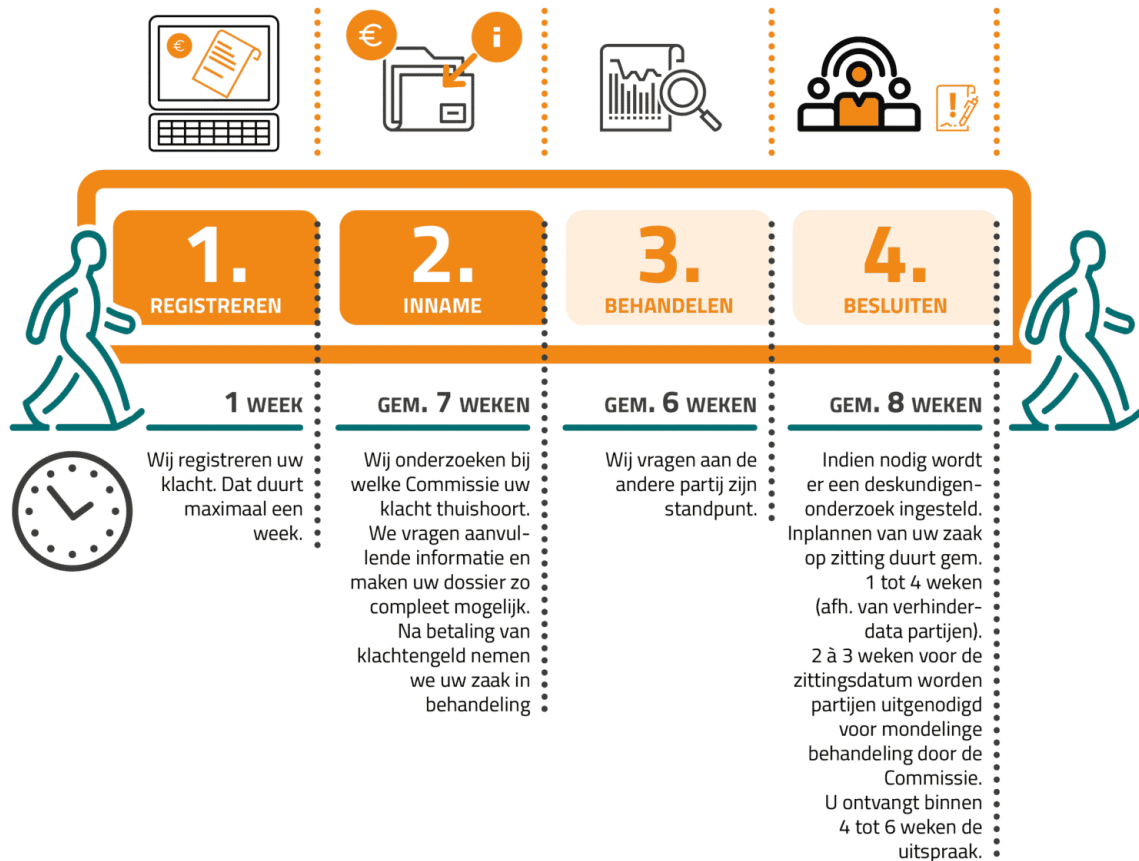 €
€
i
!
1.
REGISTREREN
2.
INNAME
3.
BEHANDELEN
4.
BESLUITEN
1 WEEK
Wij registreren uw
klacht. Dat duurt
maximaal een
week.
GEM. 7 WEKEN
Wij onderzoeken bij
welke Commissie uw
klacht thuishoort.
We vragen aanvul-
lende informatie en
maken uw dossier zo
compleet mogelijk.
Na betaling van
klachtengeld nemen
we uw zaak in
behandeling
GEM. 6 WEKEN
Wij vragen aan de
andere partij zijn
standpunt.
GEM. 8 WEKEN
Indien nodig wordt
er een deskundigen-
onderzoek ingesteld.
Inplannen van uw zaak
op zitting duurt gem.
1 tot 4 weken
(afh. van verhinder-
data partijen).
2 à 3 weken voor de
zittingsdatum worden
partijen uitgenodigd
voor mondelinge
behandeling door de
Commissie.
U ontvangt binnen
4 tot 6 weken de
uitspraak.